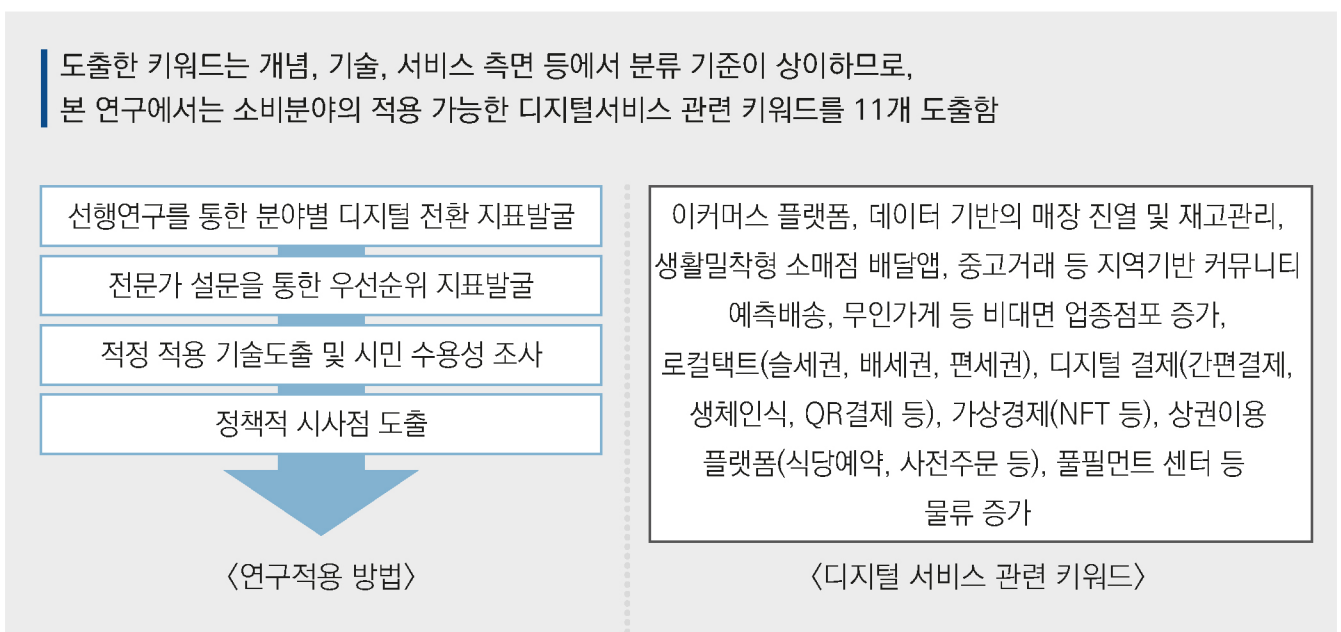 도출한 키워드는 개념, 기술, 서비스 측면 등에서 분류 기준이 상이하므로,
본 연구에서는 소비분야의 적용 가능한 디지털서비스 관련 키워드를 11개 도출함
선행연구를 통한 분야별 디지털 전환 지표발굴
전문가 설문을 통한 우선순위 지표발굴
적정 적용 기술도출 및 시민 수용성 조사
정책적 시사점 도출
〈연구적용 방법〉
이커머스 플랫폼, 데이터 기반의 매장 진열 및 재고관리,
생활밀착형 소매점 배달앱, 중고거래 등 지역기반 커뮤니티
예측배송, 무인가게 등 비대면 업종점포 증가,
로컬택트(슬세권, 배세권, 편세권), 디지털 결제(간편결제,
생체인식, QR결제 등), 가상경제(NFT 등), 상권이용
플랫폼(식당예약, 사전주문 등), 풀필먼트 센터 등
물류 증가
〈디지털 서비스 관련 키워드〉